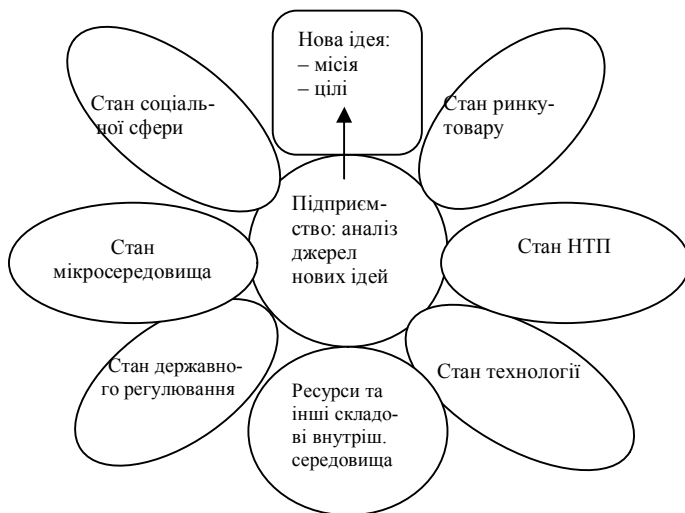 Нова ідея:
– місія
– цілі
Стан соціаль-
ної сфери
Стан ринку-
товару
Підприєм-
ство: аналіз
джерел
нових ідей
Стан
мікросередовища
Стан НТП
Стан державно-
го регулювання
Стан технології
Ресурси та
інші складо-
ві внутріш.
середовища